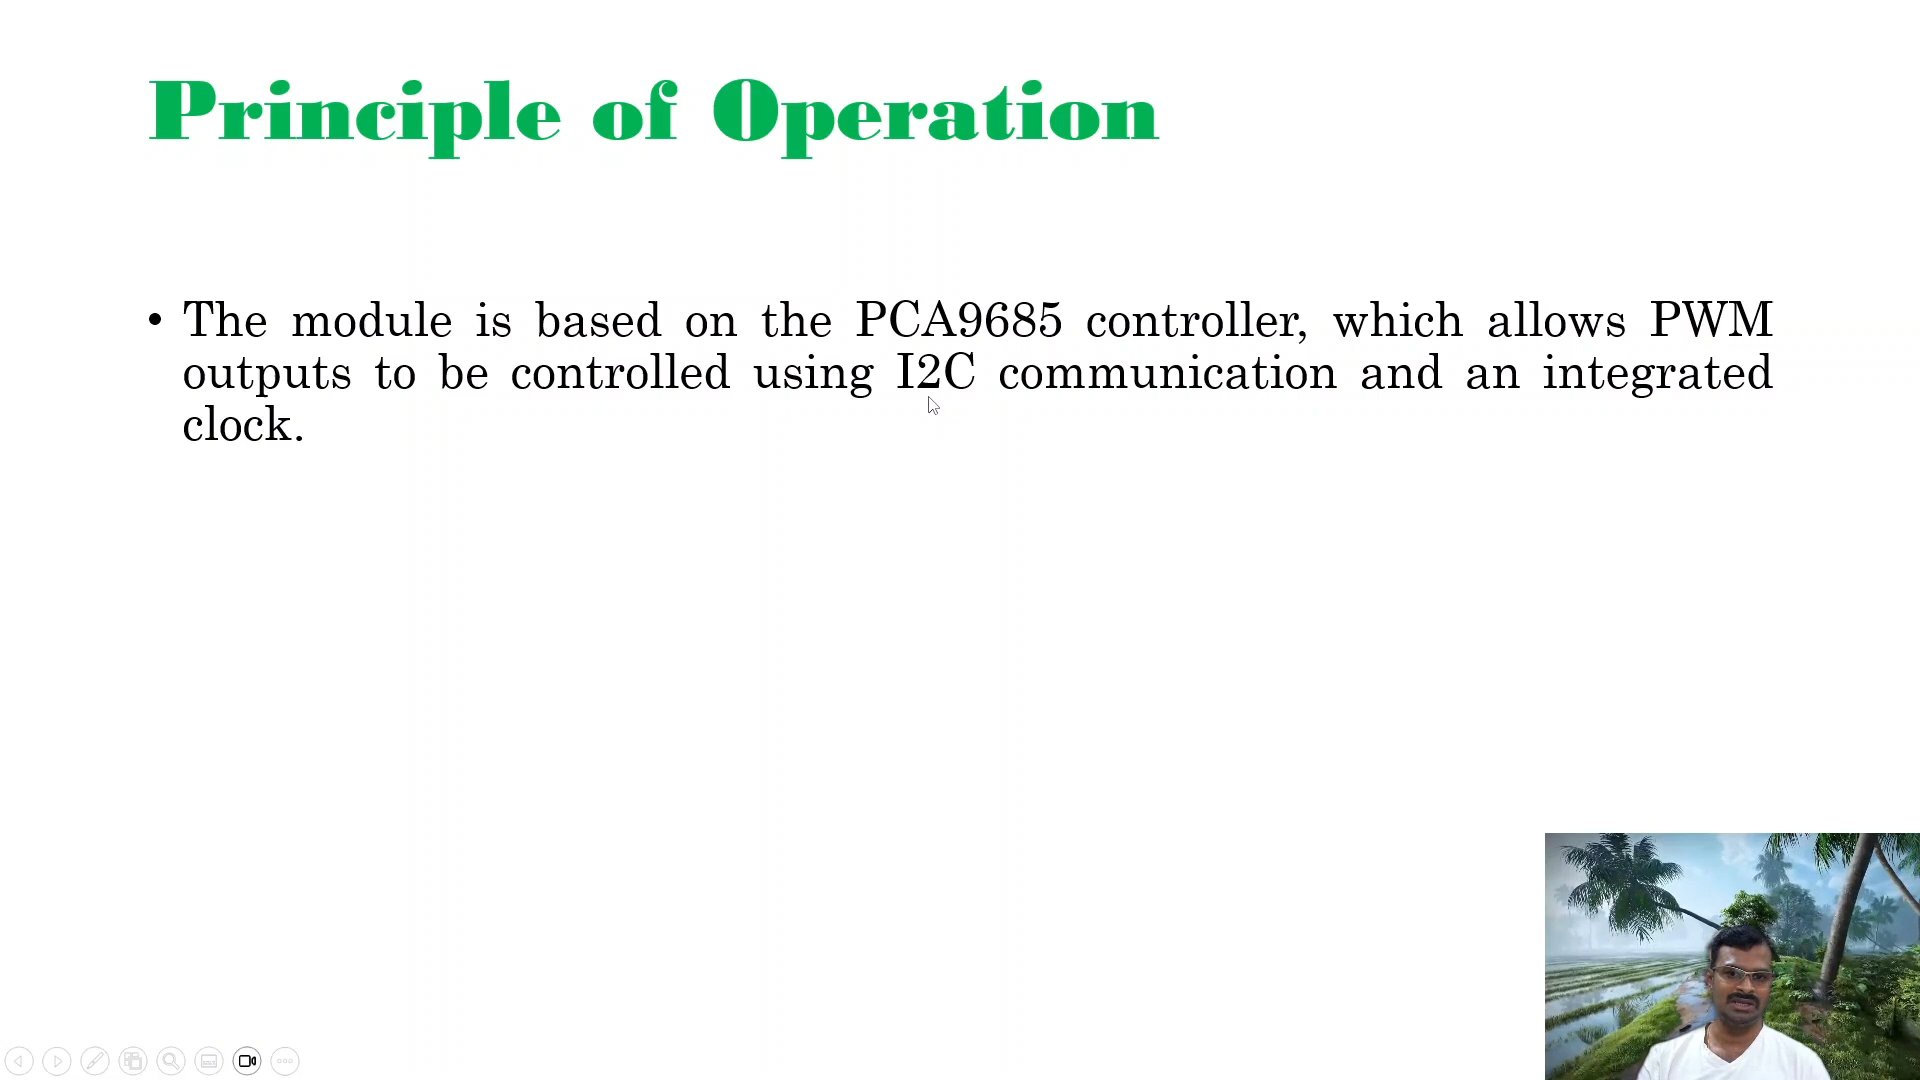 Principle of Operation
• The module is based on the PCA9685 controller, which allows PWM
outputs to be controlled using I2C communication and an integrated
clock.